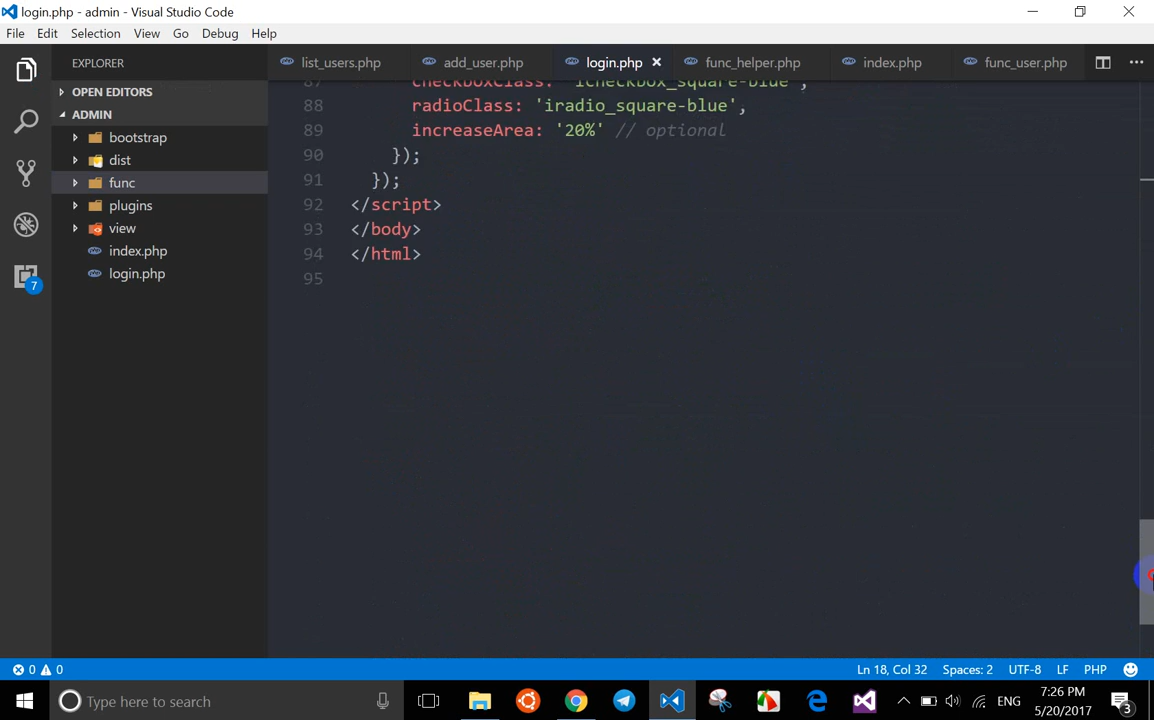 login.php - admin - Visual Studio Code
File Edit Selection View Go Debug Help
EXPLORER
list_users.php add_user.php login.php func_helper.php index.php func_user.php
OPEN EDITORS
ADMIN
bootstrap
dist
func
plugins
view
index.php
login.php
7
87 checkboxClass: 'icheckbox_square-blue',
88 radioClass: 'iradio_square-blue',
89 increaseArea: '20%' // optional
90 });
91 });
92 </script>
93 </body>
94 </html>
95
0 0 Ln 18, Col 32 Spaces: 2 UTF-8 LF PHP
Type here to search
ENG
7:26 PM
5/20/2017
3